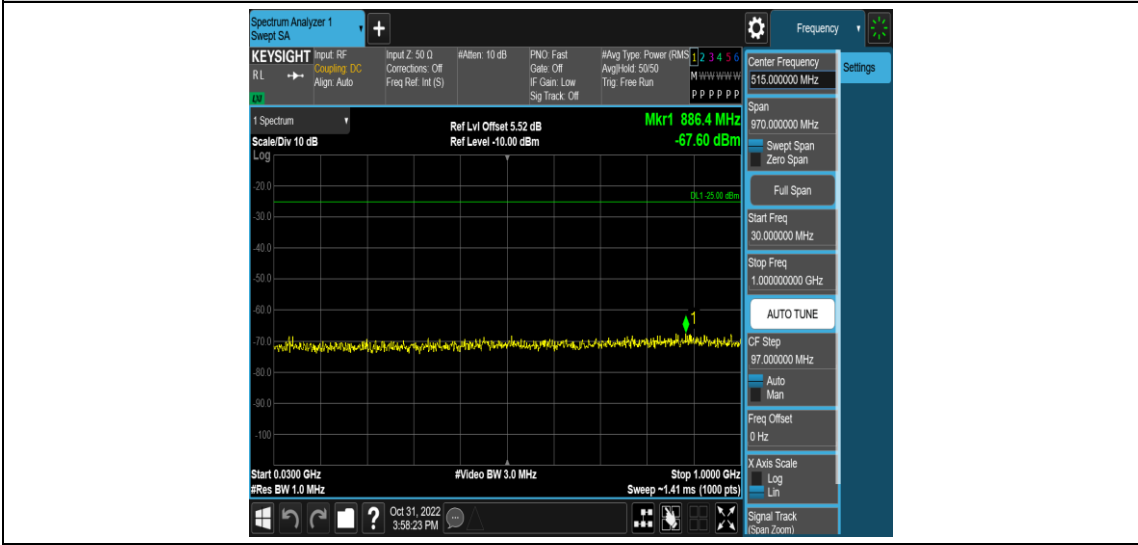 Spectrum Analyzer 1
Swept SA
+
Frequency
KEYSIGHT
RL
LXI
Input: RF
Coupling: DC
Align: Auto
Input Z: 50 Ω
Corrections: Off
Freq Ref: Int (S)
#Atten: 10 dB
PNO: Fast
Gate: Off
IF Gain: Low
Sig Track: Off
#Avg Type: Power (RMS
Avg|Hold: 50/50
Trig: Free Run
1 2 3 4 5 6
M W W W W W
P P P P P P
1 Spectrum
Scale/Div 10 dB
Log
Ref Lvl Offset 5.52 dB
Ref Level -10.00 dBm
Mkr1 886.4 MHz
-67.60 dBm
DL1 -25.00 dBm
-20.0
-30.0
-40.0
-50.0
-60.0
-70.0
-80.0
-90.0
-100
1
Start 0.0300 GHz
#Res BW 1.0 MHz
#Video BW 3.0 MHz
Stop 1.0000 GHz
Sweep ~1.41 ms (1000 pts)
Center Frequency
515.000000 MHz
Span
970.000000 MHz
Swept Span
Zero Span
Full Span
Start Freq
30.000000 MHz
Stop Freq
1.000000000 GHz
AUTO TUNE
CF Step
97.000000 MHz
Auto
Man
Freq Offset
0 Hz
X Axis Scale
Log
Lin
Signal Track
(Span Zoom)
Settings
?
Oct 31, 2022
3:58:23 PM